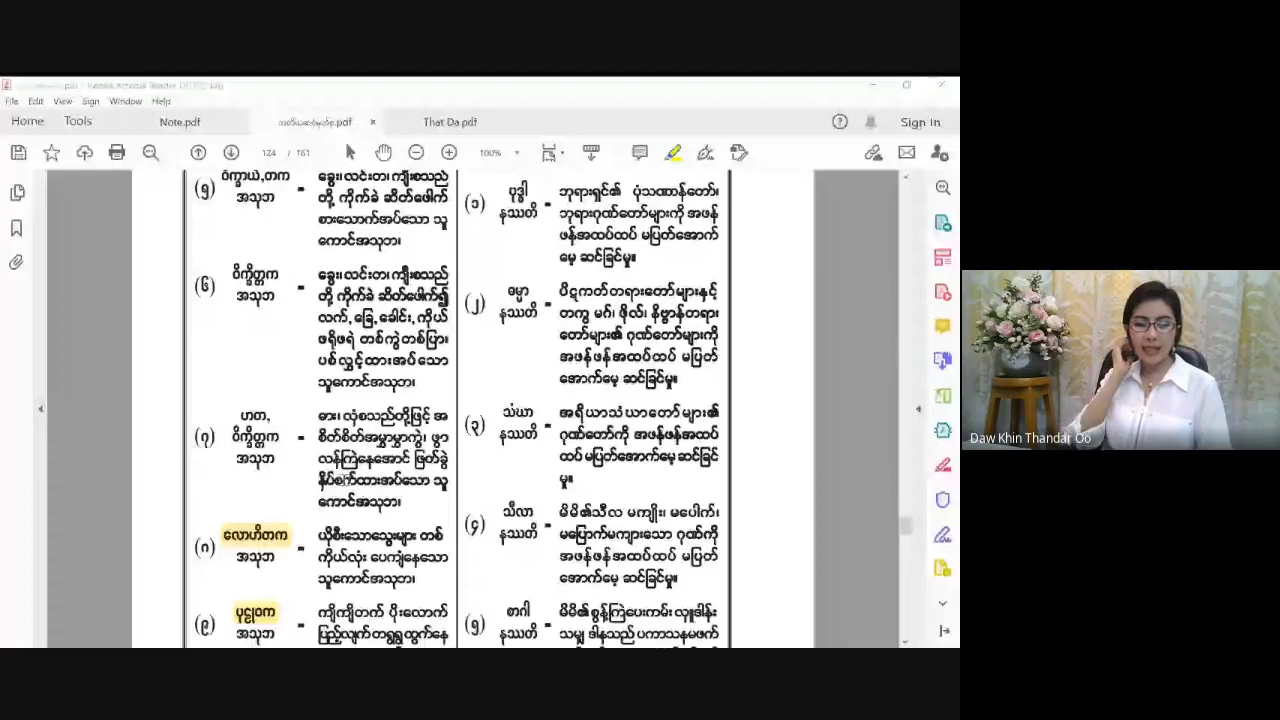 File Edit View Sign Window Help
Home Tools Note.pdf That Da.pdf Sign In
124 / 161 100%
(၅) ဝိက္ခာယိ,တက အသုဘ = ခွေး၊ လင်းတ၊ ကျီးစသည်
တို့ ကိုက်ခဲ ဆိတ်ဖေါက်
စားသောက်အပ်သော သူ
ကောင်အသုဘ၊
(၆) ဝိက္ခိတ္တက အသုဘ = ခွေး၊ လင်းတ၊ ကျီးစသည်
တို့ ကိုက်ခဲ ဆိတ်ဖေါက်၍
လက်, ခြေ, ခေါင်း, ကိုယ်
ဖရိုဖရဲ တစ်ကွဲတစ်ပြား
ပစ်လွှင့်ထားအပ်သော
သူကောင်အသုဘ၊
(၇) ဟတ, ဝိက္ခိတ္တက အသုဘ = ဓား၊ လှံစသည်တို့ဖြင့် အ
စိတ်စိတ်အမွှာမွှာကွဲ၊ ဖွာ
လန်ကြဲနေအောင် ဖြတ်ခွဲ
နှိပ်စက်ထားအပ်သော သူ
ကောင်အသုဘ၊
(၈) လောဟိတက အသုဘ = ယိုစီးသောသွေးများ တစ်
ကိုယ်လုံး ပေကျံနေသော
သူကောင်အသုဘ၊
(၉) ပုဠုဝက အသုဘ = ကျိကျိတက် ပိုးလောက်
ပြည့်လျက် တရွရွ ထွက်နေ
(၁) ဗုဒ္ဓါ နုဿတိ = ဘုရားရှင်၏ ပုံသဏာန်တော်၊
ဘုရားဂုဏ်တော်များကို အဖန်
ဖန်အထပ်ထပ် မပြတ်အောက်
မေ့ ဆင်ခြင်မှု။
(၂) ဓမ္မာ နုဿတိ = ပိဋကတ်တရားတော်များနှင့်
တကွ မဂ်၊ ဖိုလ်၊ နိဗ္ဗာန်တရား
တော်များ၏ ဂုဏ်တော်များကို
အဖန်ဖန်အထပ်ထပ် မပြတ်
အောက်မေ့ ဆင်ခြင်မှု။
(၃) သံဃာ နုဿတိ = အရိယာသံဃာတော်များ၏
ဂုဏ်တော်ကို အဖန်ဖန်အထပ်
ထပ် မပြတ်အောက်မေ့ ဆင်ခြင်
မှု။
(၄) သီလာ နုဿတိ = မိမိ၏သီလ မကျိုး၊ မပေါက်၊
မပြောက်မကျားသော ဂုဏ်ကို
အဖန်ဖန်အထပ်ထပ် မပြတ်
အောက်မေ့ ဆင်ခြင်မှု။
(၅) စာဂါ နုဿတိ = မိမိ၏စွန့်ကြဲပေးကမ်း လှူဒါန်း
သမျှ ဒါနသည် ပကာသနမဖက်
Daw Khin Thandar Oo